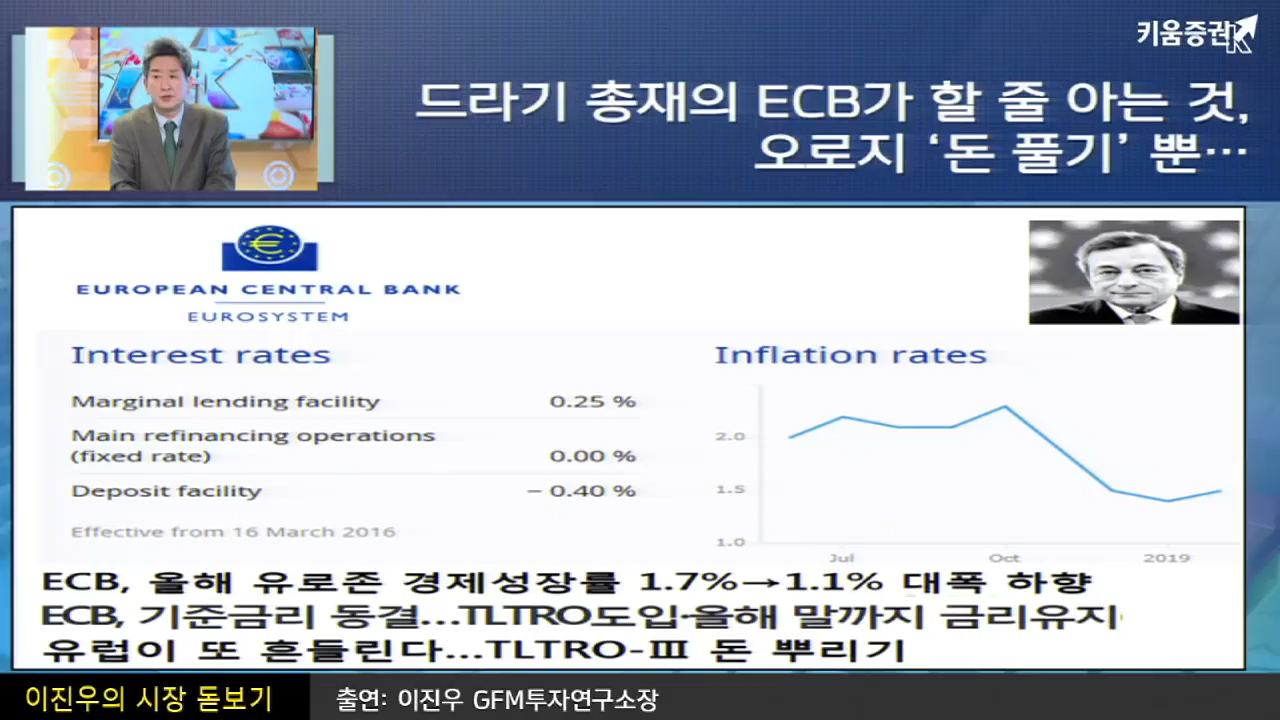 키움증권
드라기 총재의 ECB가 할 줄 아는 것,
오로지 ‘돈 풀기’ 뿐…
EUROPEAN CENTRAL BANK
EUROSYSTEM
Interest rates
Marginal lending facility 0.25 %
Main refinancing operations
(fixed rate) 0.00 %
Deposit facility − 0.40 %
Effective from 16 March 2016
Inflation rates
2.0
1.5
1.0
Jul Oct 2019
ECB, 올해 유로존 경제성장률 1.7%→1.1% 대폭 하향
ECB, 기준금리 동결…TLTRO도입·올해 말까지 금리유지
유럽이 또 흔들린다…TLTRO-Ⅲ 돈 뿌리기
이진우의 시장 돋보기 출연: 이진우 GFM투자연구소장